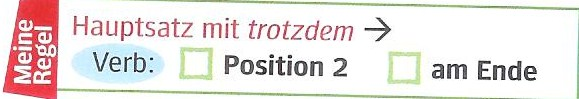 Meine
Regel
Hauptsatz mit trotzdem →
Verb: □ Position 2 □ am Ende